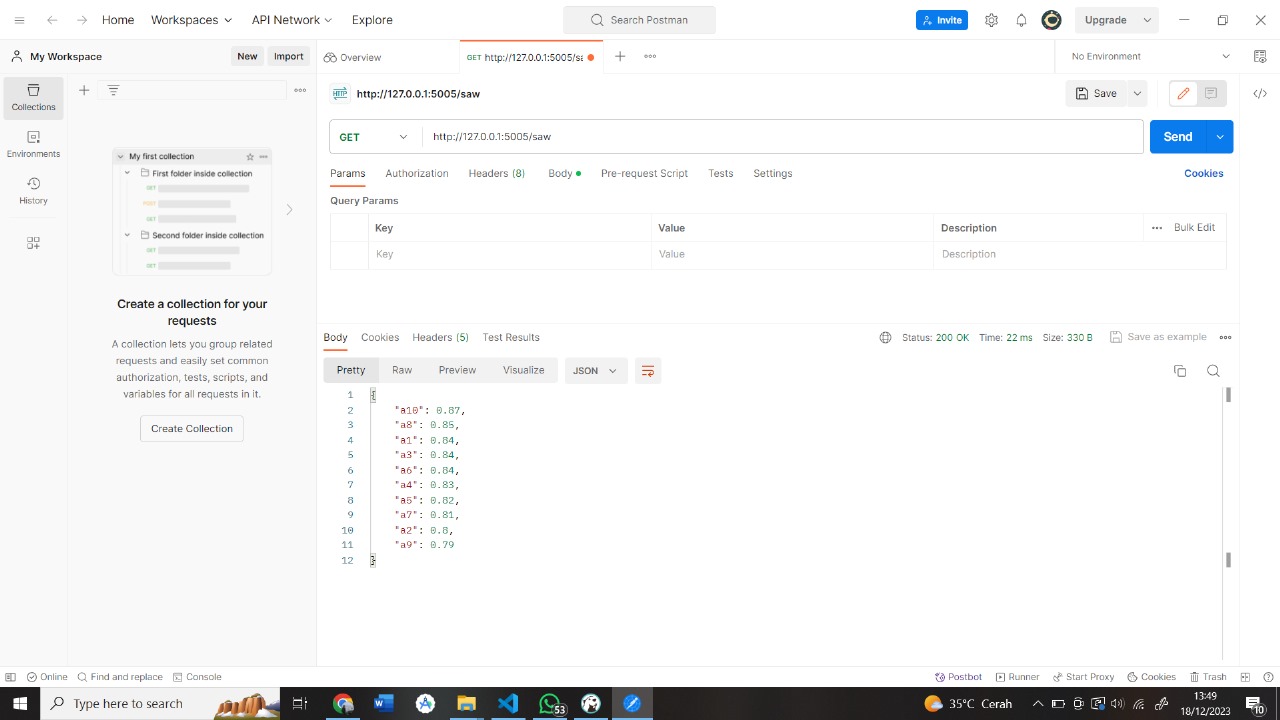 Home Workspaces API Network Explore Search Postman Invite Upgrade
My Workspace New Import Overview GET http://127.0.0.1:5005/sa No Environment
Collections
Environments
History
My first collection
First folder inside collection
GET
POST
GET
Second folder inside collection
GET
GET
Create a collection for your
requests
A collection lets you group related
requests and easily set common
authorization, tests, scripts, and
variables for all requests in it.
Create Collection
HTTP http://127.0.0.1:5005/saw Save
GET http://127.0.0.1:5005/saw Send
Params Authorization Headers (8) Body Pre-request Script Tests Settings Cookies
Query Params
Key Value Description Bulk Edit
Key Value Description
Body Cookies Headers (5) Test Results Status: 200 OK Time: 22 ms Size: 330 B Save as example
Pretty Raw Preview Visualize JSON
1 {
2 "a10": 0.87,
3 "a8": 0.85,
4 "a1": 0.84,
5 "a3": 0.84,
6 "a6": 0.84,
7 "a4": 0.83,
8 "a5": 0.82,
9 "a7": 0.81,
10 "a2": 0.8,
11 "a9": 0.79
12 }
Online Find and replace Console Postbot Runner Start Proxy Cookies Trash
Type here to search 53 35°C Cerah 13:49
18/12/2023 10